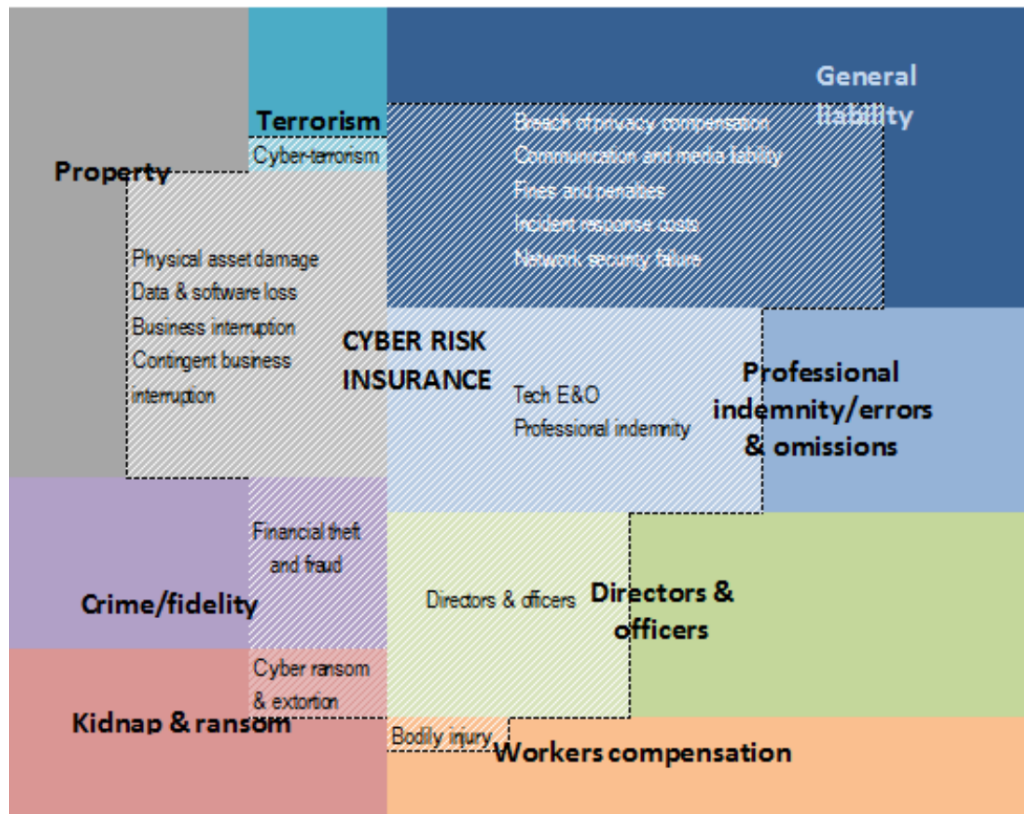 General
liability
Terrorism
Breach of privacy compensation
Cyber-terrorism
Communication and media liability
Property
Fines and penalties
Incident response costs
Network security failure
Physical asset damage
Data & software loss
Business interruption
Contingent business
interruption
CYBER RISK
INSURANCE
Tech E&O
Professional indemnity
Professional
indemnity/errors
& omissions
Financial theft
and fraud
Crime/fidelity
Directors & officers
Directors &
officers
Cyber ransom
& extortion
Kidnap & ransom
Bodily injury
Workers compensation